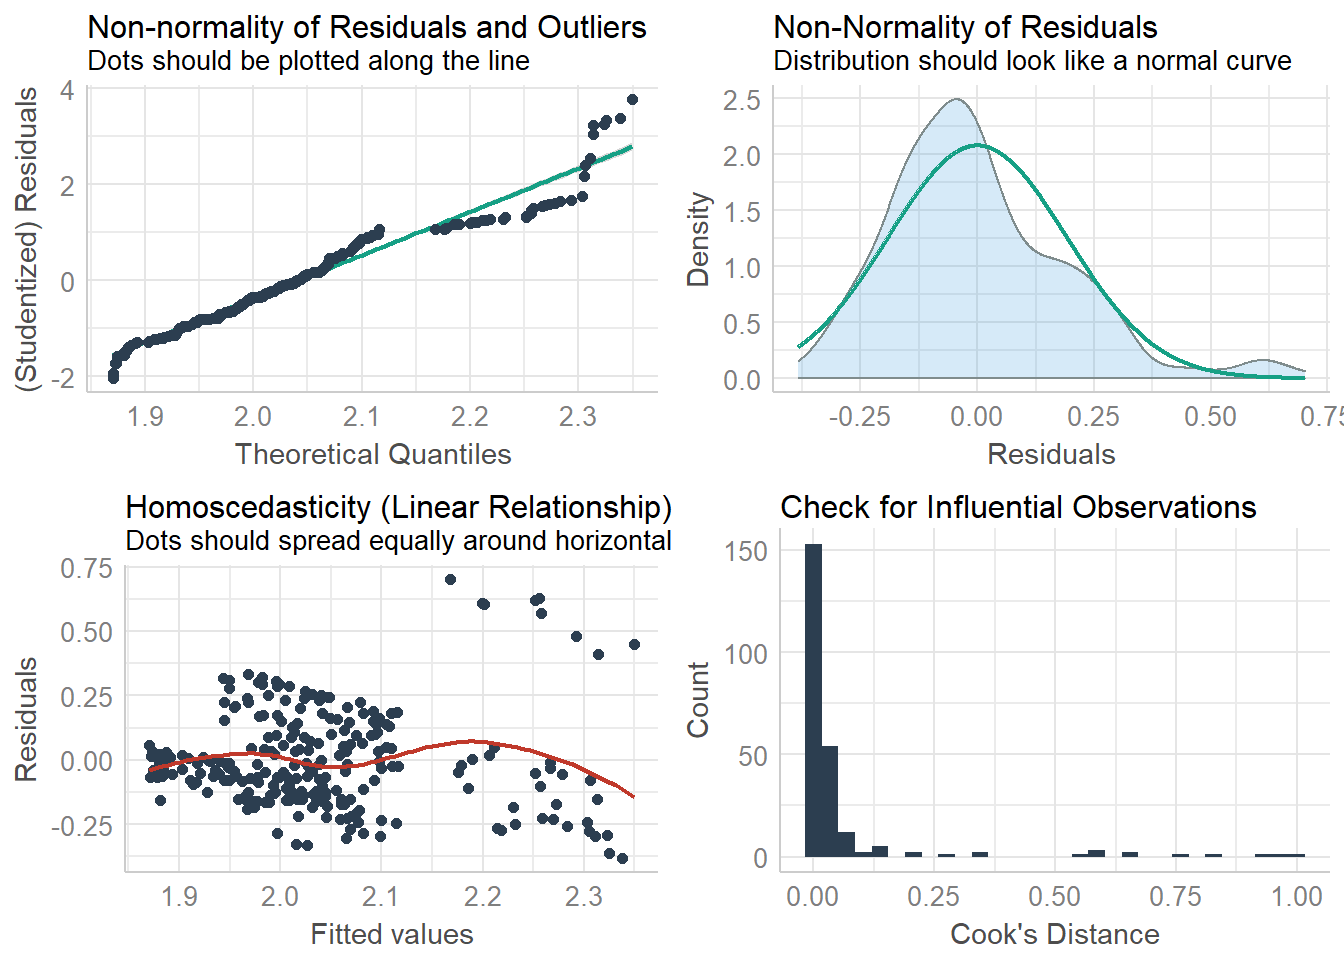 Non-normality of Residuals and Outliers
Dots should be plotted along the line
(Studentized) Residuals
4
2
0
-2
1.9 2.0 2.1 2.2 2.3
Theoretical Quantiles
Non-Normality of Residuals
Distribution should look like a normal curve
Density
2.5
2.0
1.5
1.0
0.5
0.0
-0.25 0.00 0.25 0.50 0.75
Residuals
Homoscedasticity (Linear Relationship)
Dots should spread equally around horizontal
Residuals
0.75
0.50
0.25
0.00
-0.25
1.9 2.0 2.1 2.2 2.3
Fitted values
Check for Influential Observations
Count
150
100
50
0
0.00 0.25 0.50 0.75 1.00
Cook's Distance